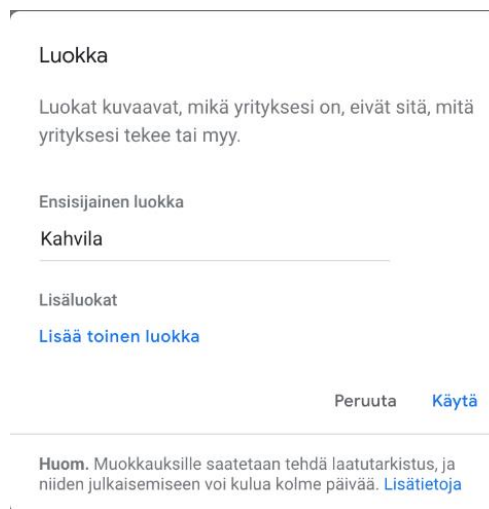 Luokka
Luokat kuvaavat, mikä yrityksesi on, eivät sitä, mitä
yrityksesi tekee tai myy.
Ensisijainen luokka
Kahvila
Lisäluokat
Lisää toinen luokka
Peruuta Käytä
Huom. Muokkauksille saatetaan tehdä laatutarkistus, ja
niiden julkaisemiseen voi kulua kolme päivää. Lisätietoja